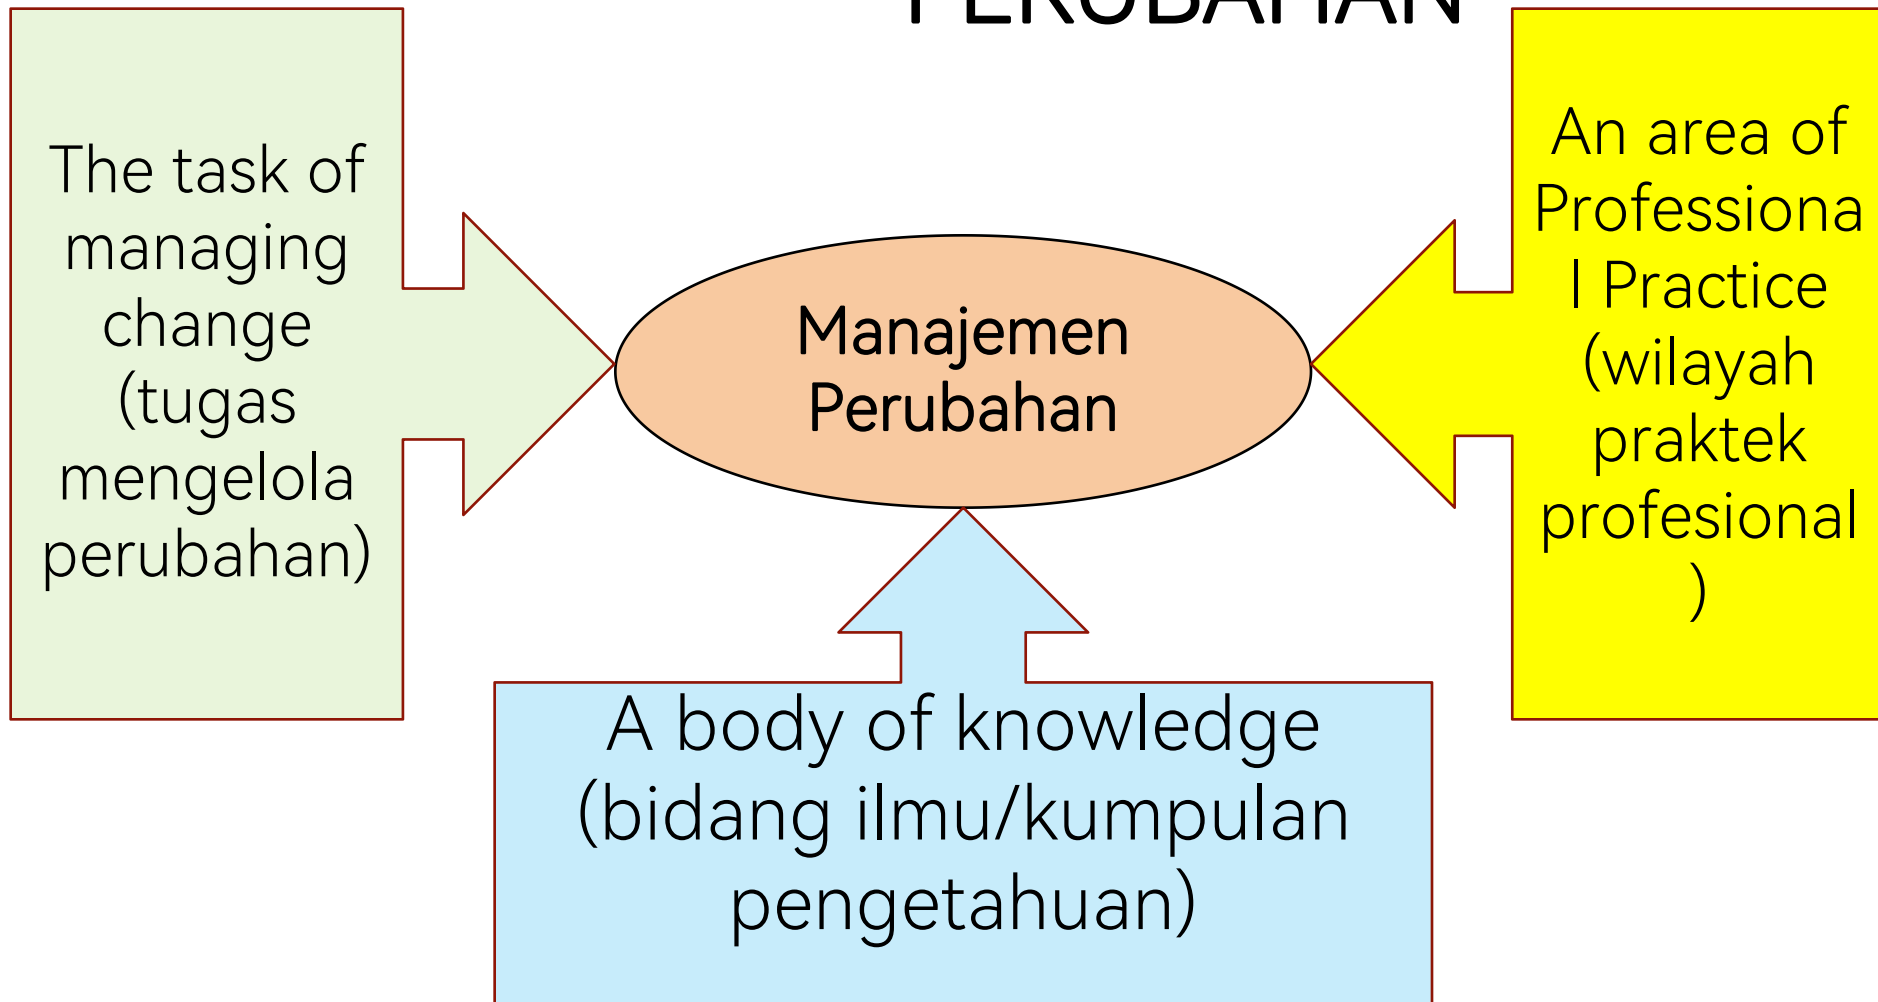 PERUBAHAN
The task of
managing
change
(tugas
mengelola
perubahan)
Manajemen
Perubahan
An area of
Professiona
l Practice
(wilayah
praktek
profesional
)
A body of knowledge
(bidang ilmu/kumpulan
pengetahuan)